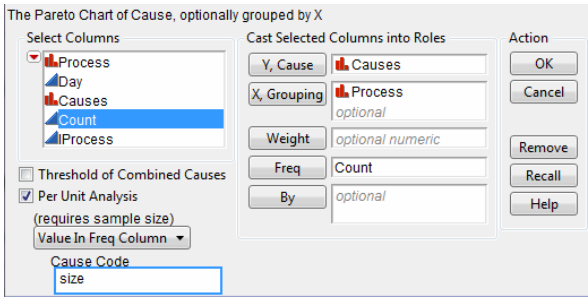 The Pareto Chart of Cause, optionally grouped by X
Select Columns
Process
Day
Causes
Count
IProcess
Threshold of Combined Causes
Per Unit Analysis
(requires sample size)
Value In Freq Column
Cause Code
size
Cast Selected Columns into Roles
Y, Cause
Causes
X, Grouping
Process
optional
Weight
optional numeric
Freq
Count
By
optional
Action
OK
Cancel
Remove
Recall
Help